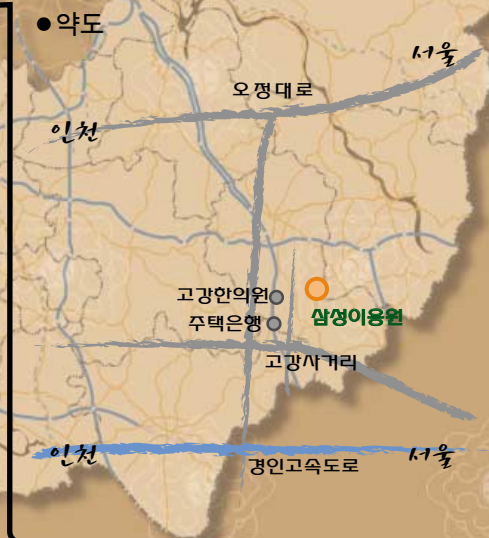 ● 약도
서울
오정대로
인천
고강한의원
삼성이용원
주택은행
고강사거리
인천
서울
경인고속도로